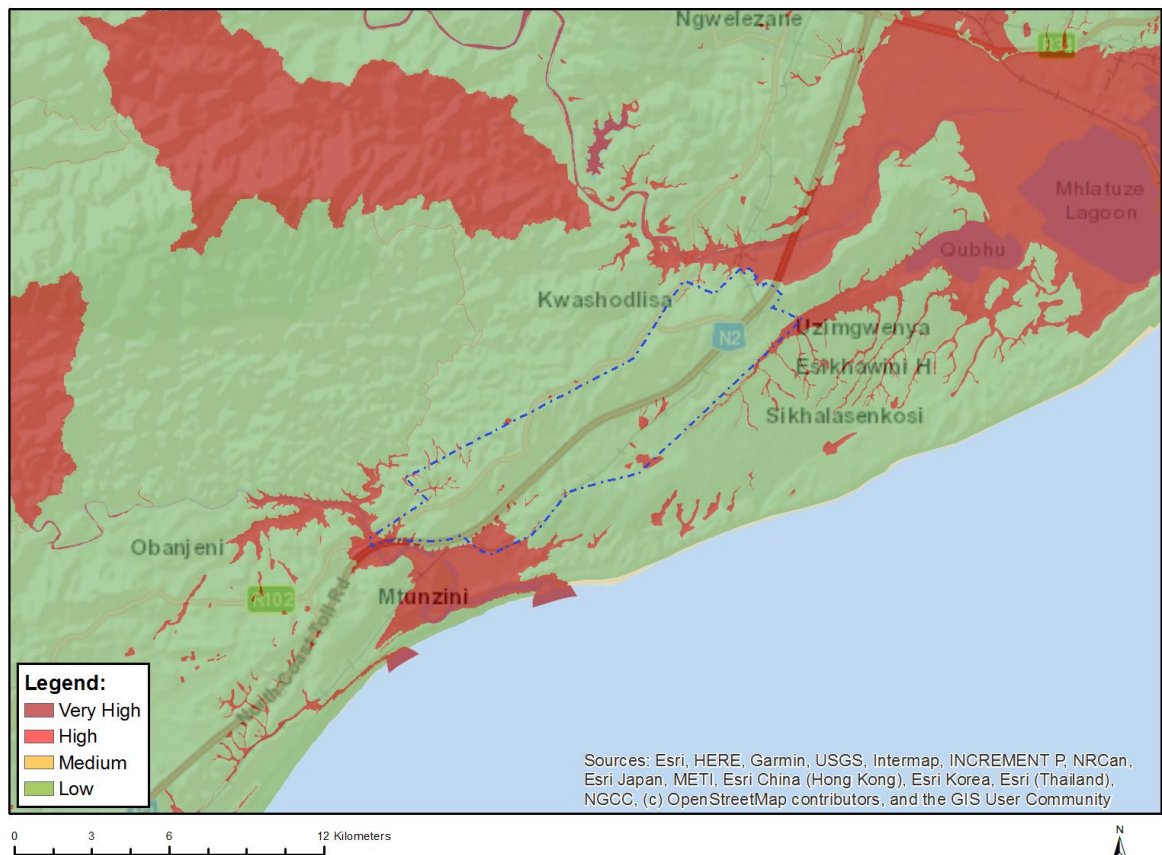 Ngwelezane
R34
Mhlatuze
Lagoon
Qubhu
Kwashodlisa
N2
Uzimgwenya
Esikhawini H
Sikhalasenkosi
Obanjeni
R102
Mtunzini
North Coast Toll Rd
Legend:
Very High
High
Medium
Low
Sources: Esri, HERE, Garmin, USGS, Intermap, INCREMENT P, NRCan,
Esri Japan, METI, Esri China (Hong Kong), Esri Korea, Esri (Thailand),
NGCC, (c) OpenStreetMap contributors, and the GIS User Community
0 3 6 12 Kilometers
N